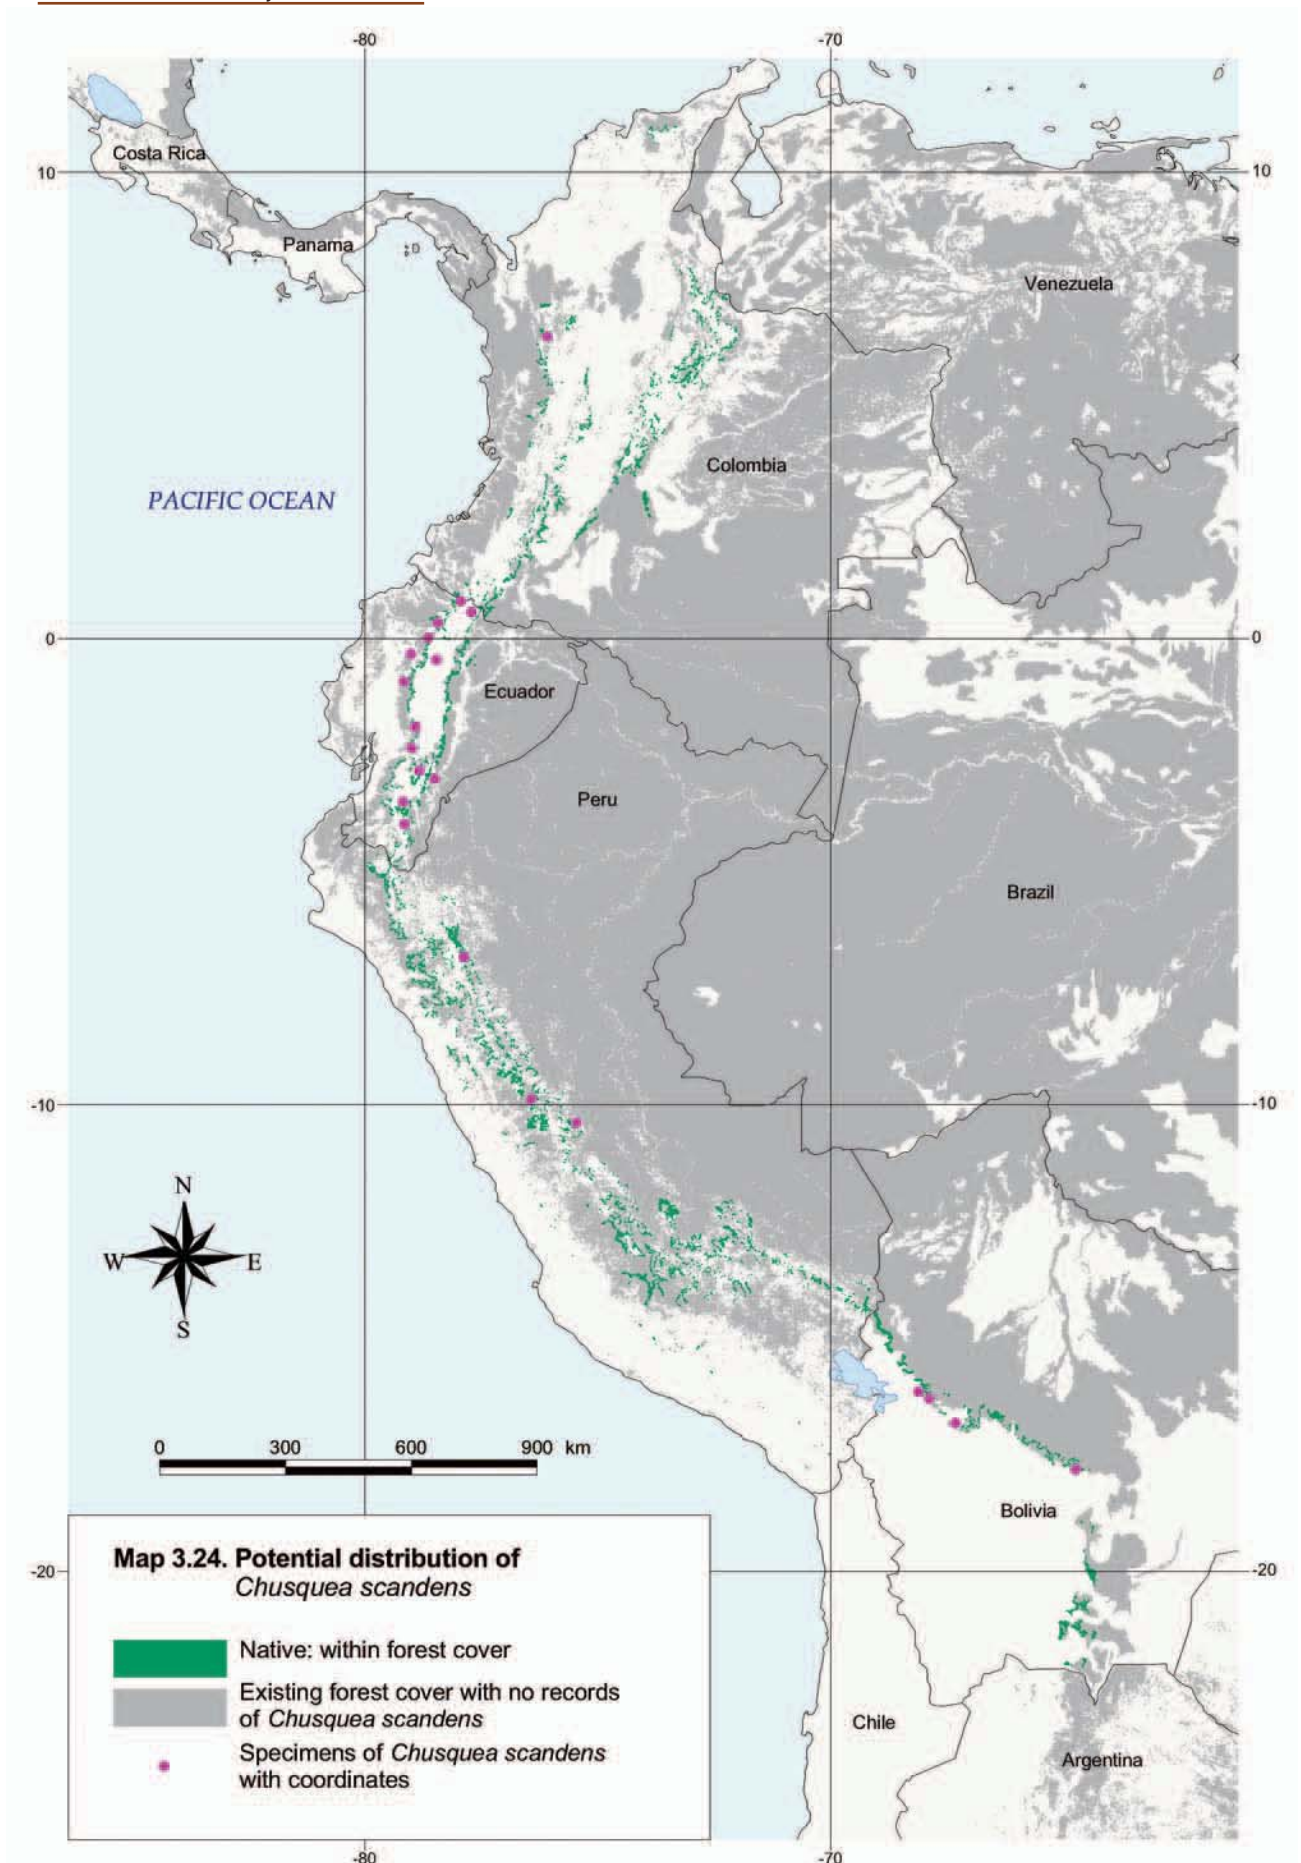 -80 -70
Costa Rica
10 10
Panama
Venezuela
Colombia
PACIFIC OCEAN
0 0
Ecuador
Peru
Brazil
-10 -10
N
W E
S
0 300 600 900 km
Bolivia
Map 3.24. Potential distribution of
Chusquea scandens
-20 -20
Native: within forest cover
Existing forest cover with no records
of Chusquea scandens
Chile
Specimens of Chusquea scandens
with coordinates
Argentina
-80 -70